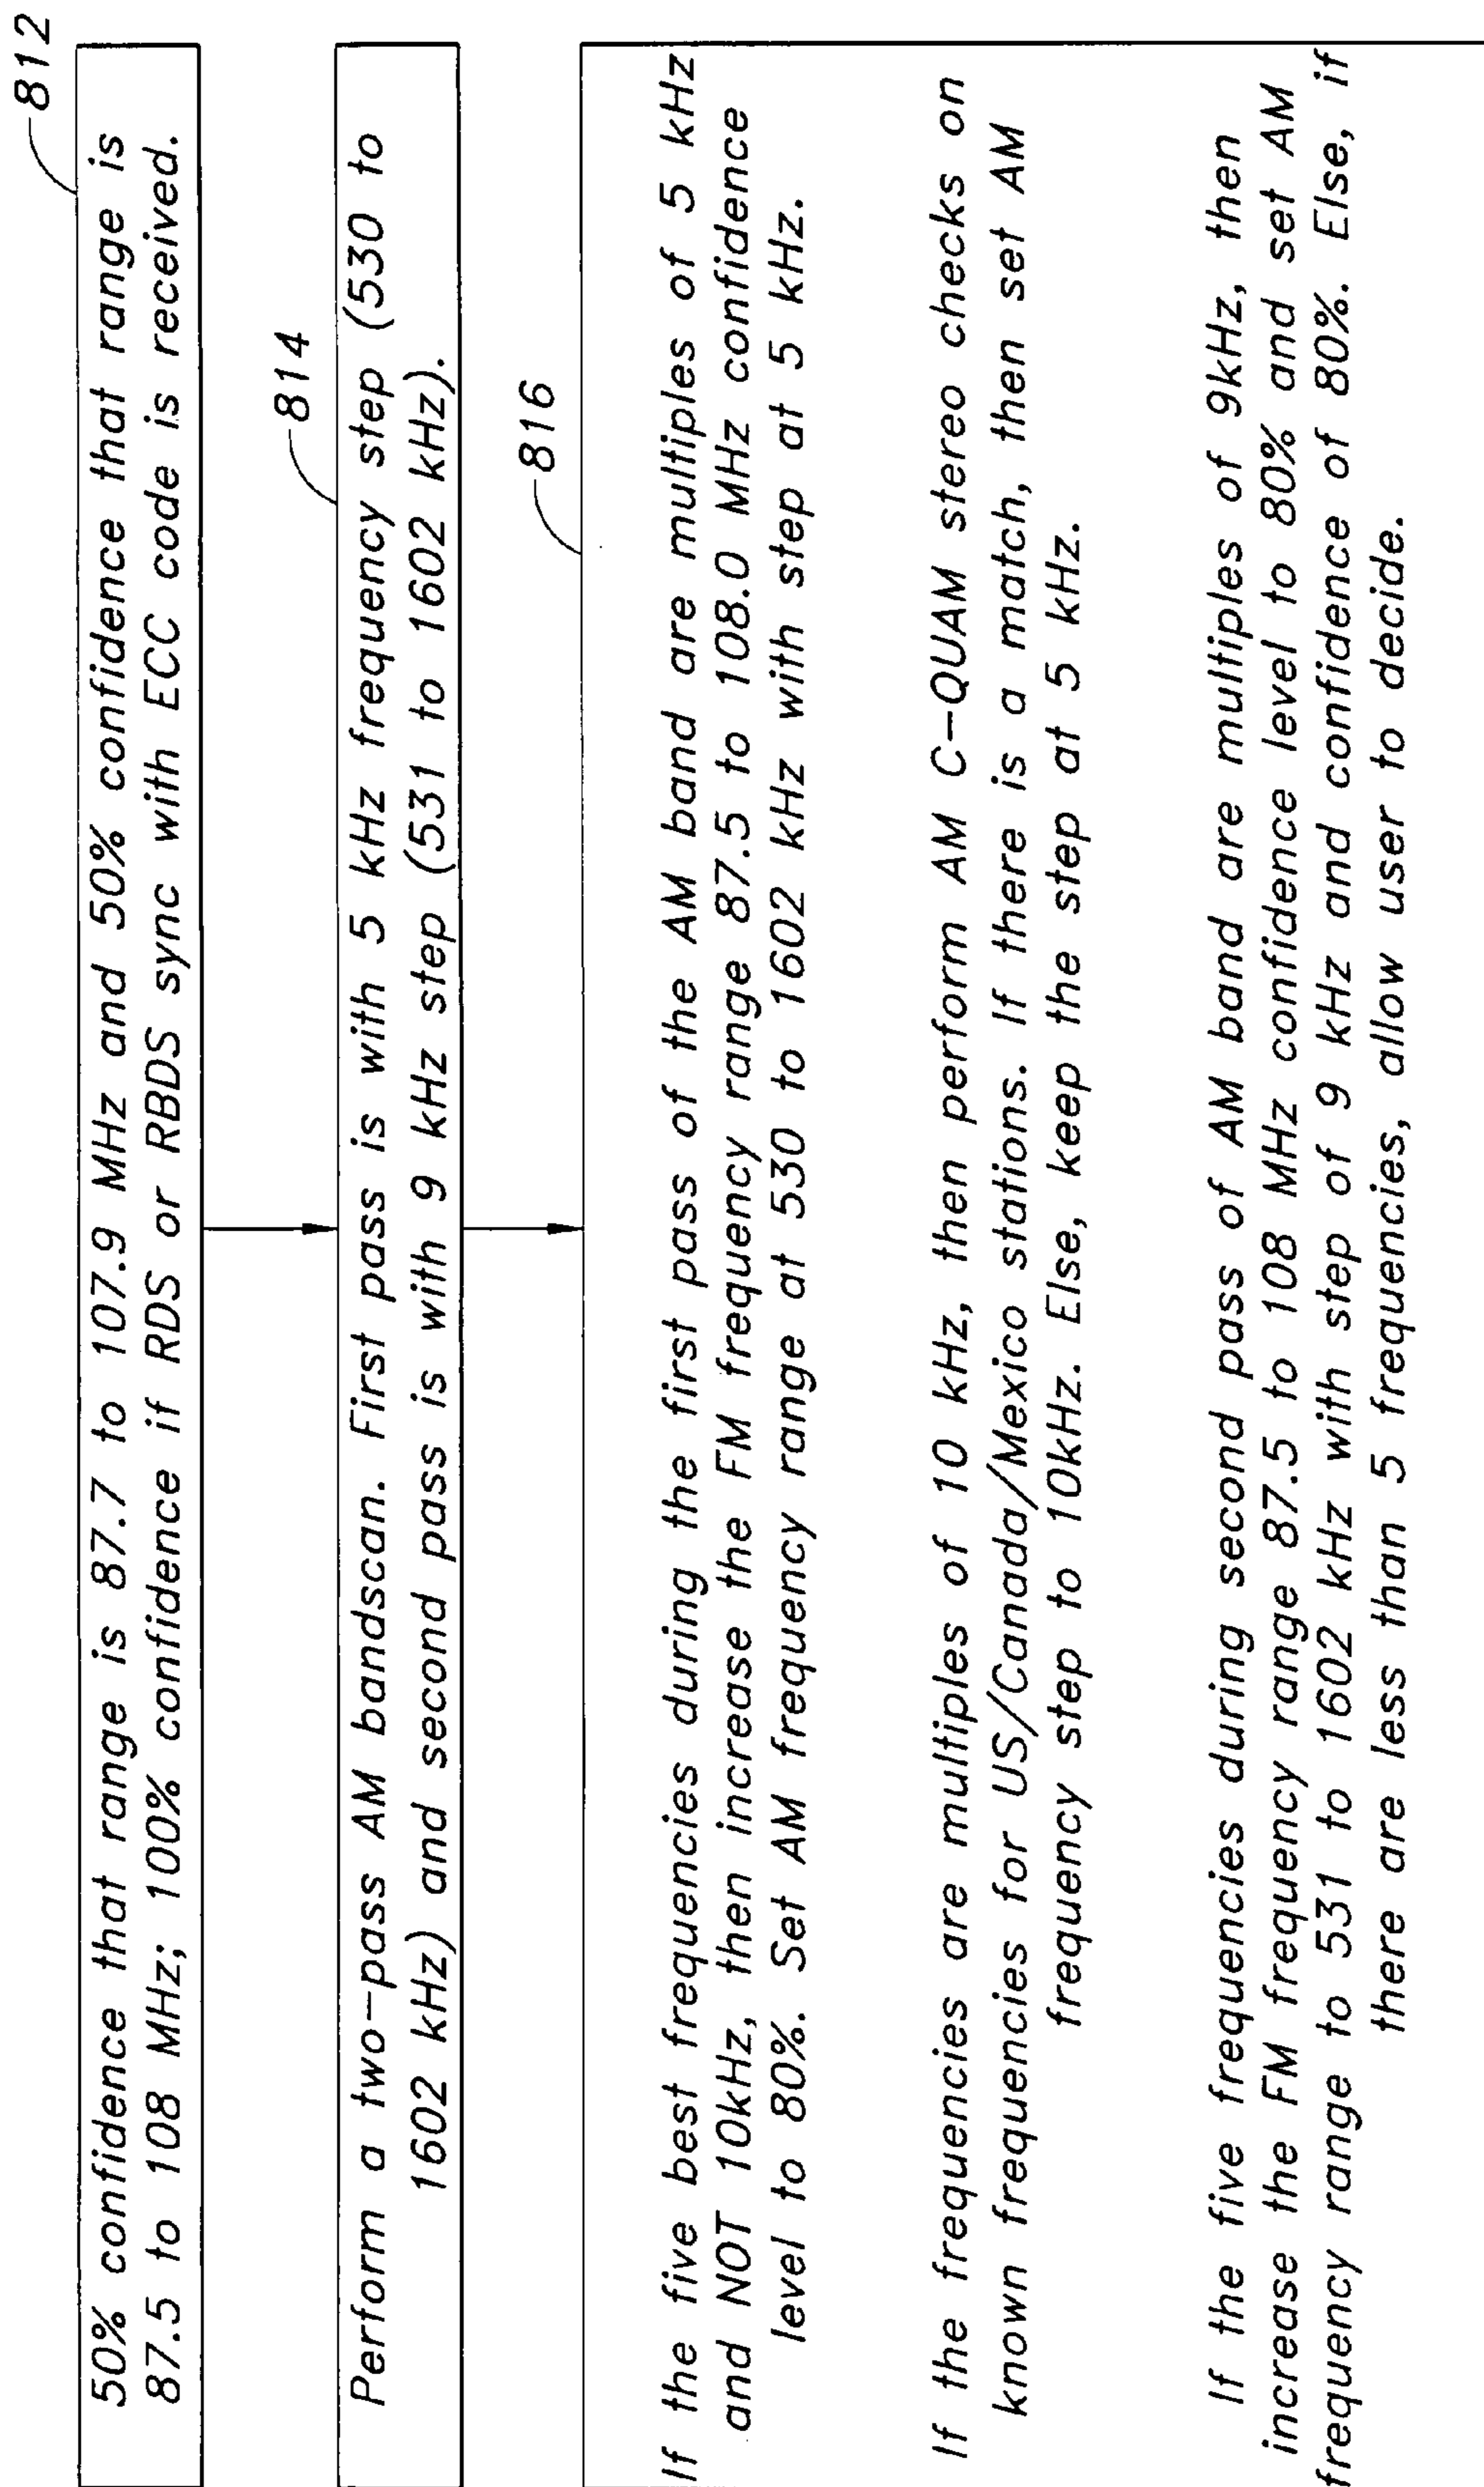 812
50% confidence that range is 87.7 to 107.9 MHz and 50% confidence that range is
87.5 to 108 MHz; 100% confidence if RDS or RBDS sync with ECC code is received.
814
Perform a two-pass AM bandscan. First pass is with 5 kHz frequency step (530 to
1602 kHz) and second pass is with 9 kHz step (531 to 1602 kHz).
816
If the five best frequencies during the first pass of the AM band are multiples of 5 kHz
and NOT 10kHz, then increase the FM frequency range 87.5 to 108.0 MHz confidence
level to 80%. Set AM frequency range at 530 to 1602 kHz with step at 5 kHz.
If the frequencies are multiples of 10 kHz, then perform AM C-QUAM stereo checks on
known frequencies for US/Canada/Mexico stations. If there is a match, then set AM
frequency step to 10kHz. Else, keep the step at 5 kHz.
If the five frequencies during second pass of AM band are multiples of 9kHz, then
increase the FM frequency range 87.5 to 108 MHz confidence level to 80% and set AM
frequency range to 531 to 1602 kHz with step of 9 kHz and confidence of 80%. Else, if
there are less than 5 frequencies, allow user to decide.